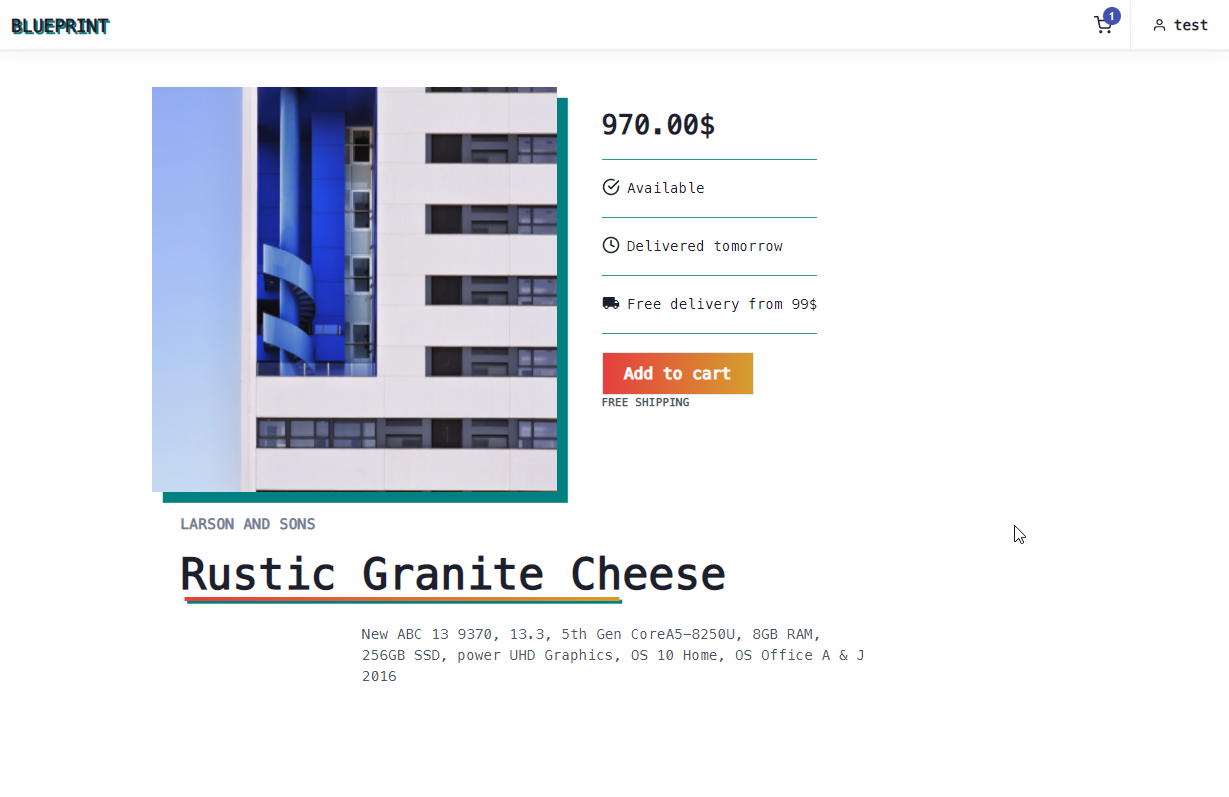 BLUEPRINT
1
test
970.00$
Available
Delivered tomorrow
Free delivery from 99$
Add to cart
FREE SHIPPING
LARSON AND SONS
Rustic Granite Cheese
New ABC 13 9370, 13.3, 5th Gen CoreA5-8250U, 8GB RAM,
256GB SSD, power UHD Graphics, OS 10 Home, OS Office A & J
2016